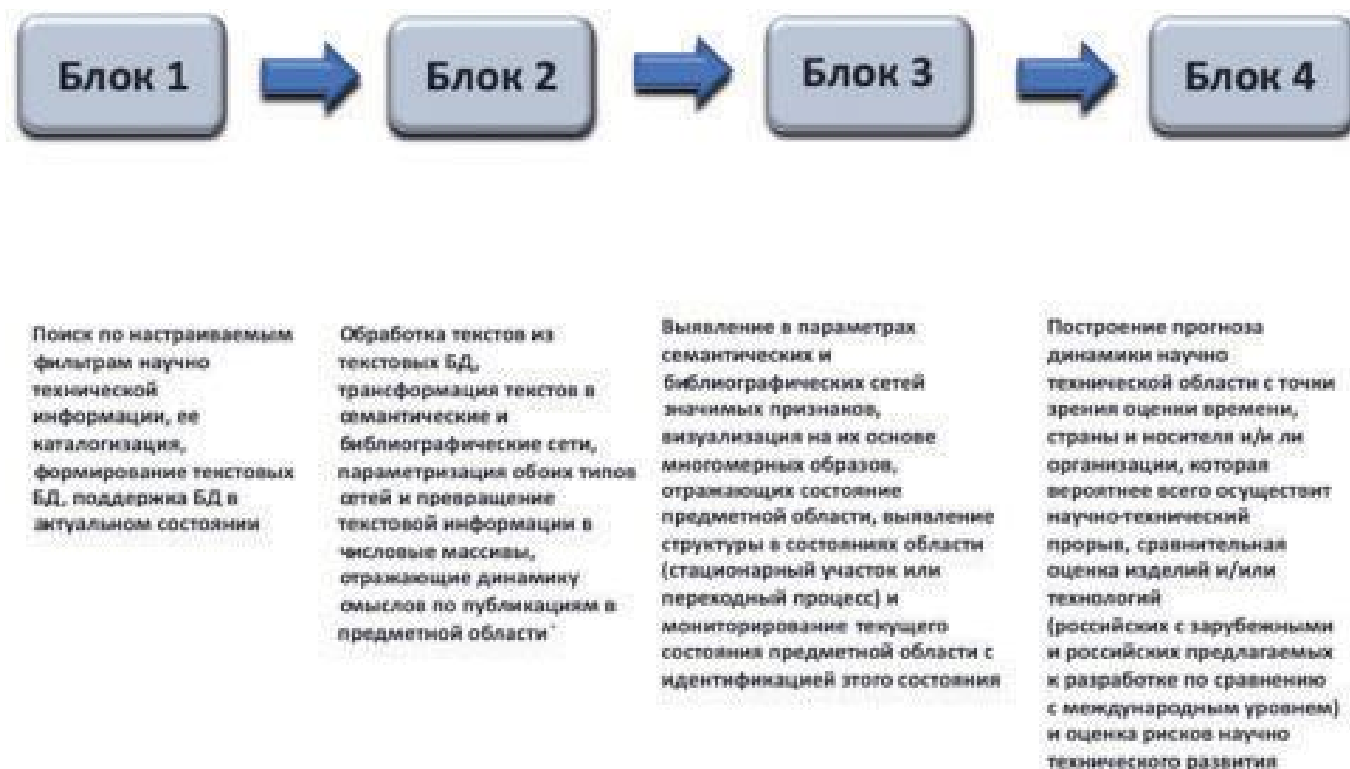 Блок 1
Блок 2
Блок 3
Блок 4
Поиск по настраиваемым
фильтрам научно
технической
информации, ее
каталогизация,
формирование текстовых
БД, поддержка БД в
актуальном состоянии
Обработка текстов из
текстовых БД,
трансформация текстов в
семантические и
библиографические сети,
параметризация обоих типов
сетей и превращение
текстовой информации в
числовые массивы,
отражающие динамику
смыслов по публикациям в
предметной области
Выявление в параметрах
семантических и
библиографических сетей
значимых признаков,
визуализация на их основе
многомерных образов,
отражающих состояние
предметной области, выявление
структуры в состояниях области
(стационарный участок или
переходный процесс) и
мониторирование текущего
состояния предметной области с
идентификацией этого состояния
Построение прогноза
динамики научно
технической области с точки
зрения оценки времени,
страны и носителя и/и ли
организации, которая
вероятнее всего осуществит
научно-технический
прорыв, сравнительная
оценка изделий и/или
технологий
(российских с зарубежными
и российских предлагаемых
к разработке по сравнению
с международным уровнем)
и оценка рисков научно
технического развития